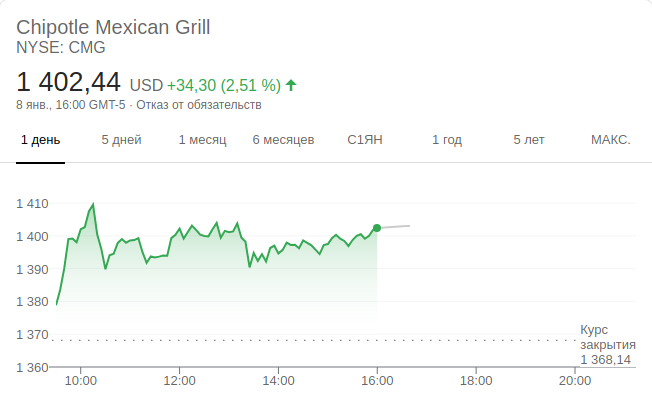 Chipotle Mexican Grill
NYSE: CMG
1 402,44 USD +34,30 (2,51 %)
8 янв., 16:00 GMT-5 · Отказ от обязательств
1 день 5 дней 1 месяц 6 месяцев С1ЯН 1 год 5 лет МАКС.
1 410
1 400
1 390
1 380
1 370
1 360
Курс
закрытия
1 368,14
10:00 12:00 14:00 16:00 18:00 20:00